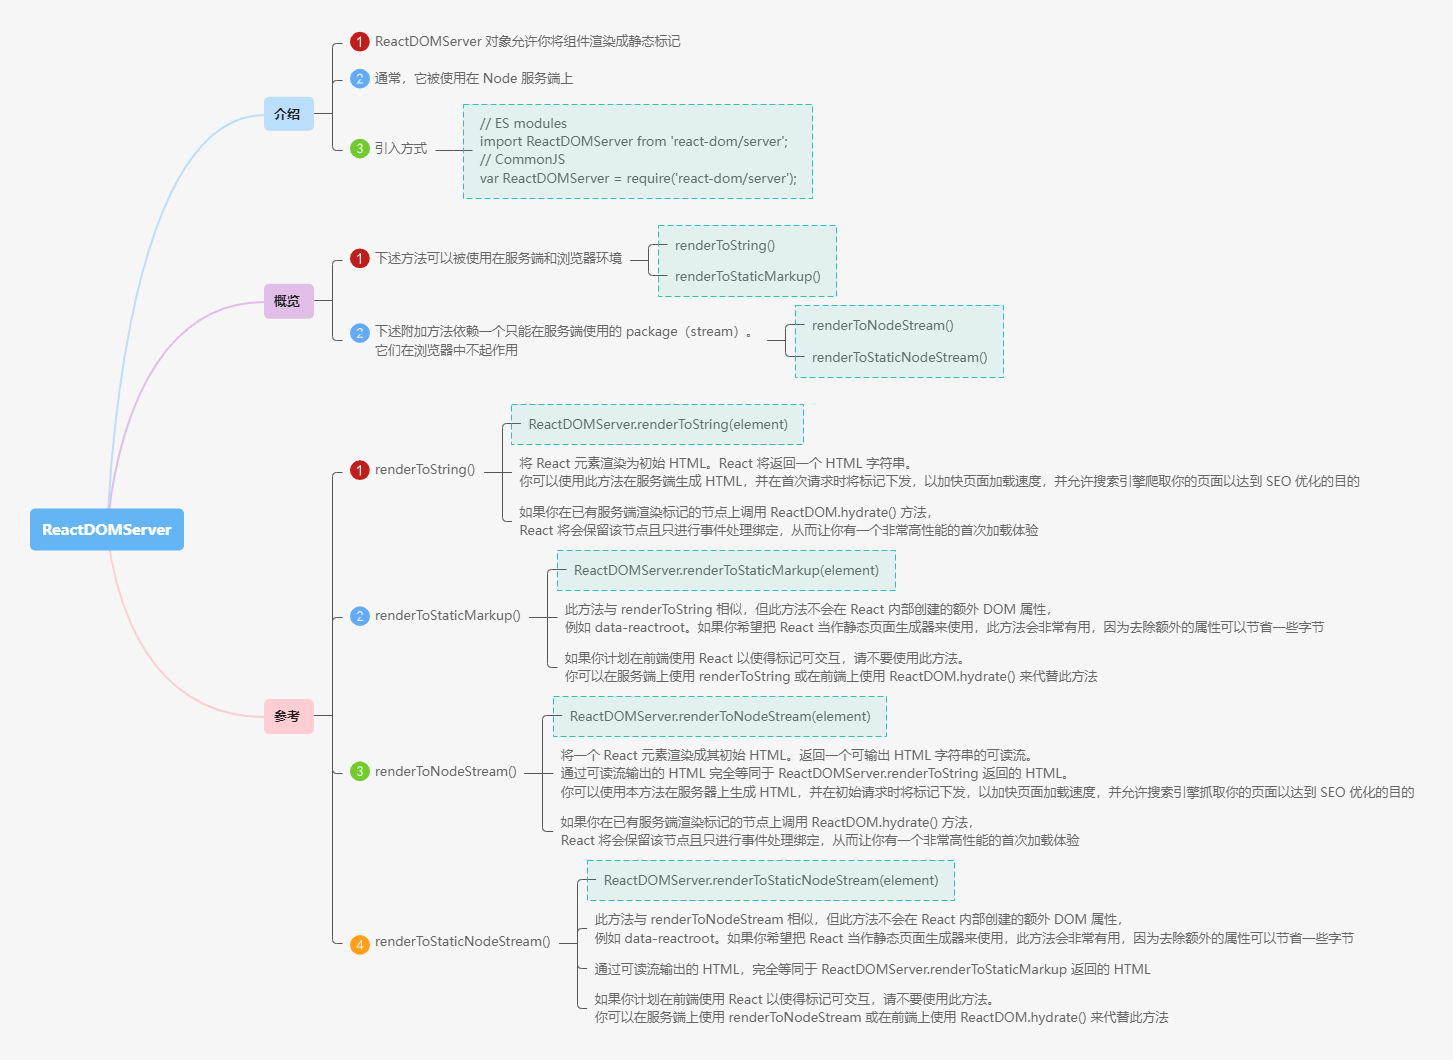 ReactDOMServer
介绍
1 ReactDOMServer 对象允许你将组件渲染成静态标记
2 通常，它被使用在 Node 服务端上
3 引入方式
// ES modules
import ReactDOMServer from 'react-dom/server';
// CommonJS
var ReactDOMServer = require('react-dom/server');
概览
1 下述方法可以被使用在服务端和浏览器环境
renderToString()
renderToStaticMarkup()
2 下述附加方法依赖一个只能在服务端使用的 package（stream）。
它们在浏览器中不起作用
renderToNodeStream()
renderToStaticNodeStream()
参考
1 renderToString()
ReactDOMServer.renderToString(element)
将 React 元素渲染为初始 HTML。React 将返回一个 HTML 字符串。
你可以使用此方法在服务端生成 HTML，并在首次请求时将标记下发，以加快页面加载速度，并允许搜索引擎爬取你的页面以达到 SEO 优化的目的
如果你在已有服务端渲染标记的节点上调用 ReactDOM.hydrate() 方法，
React 将会保留该节点且只进行事件处理绑定，从而让你有一个非常高性能的首次加载体验
2 renderToStaticMarkup()
ReactDOMServer.renderToStaticMarkup(element)
此方法与 renderToString 相似，但此方法不会在 React 内部创建的额外 DOM 属性，
例如 data-reactroot。如果你希望把 React 当作静态页面生成器来使用，此方法会非常有用，因为去除额外的属性可以节省一些字节
如果你计划在前端使用 React 以使得标记可交互，请不要使用此方法。
你可以在服务端上使用 renderToString 或在前端上使用 ReactDOM.hydrate() 来代替此方法
3 renderToNodeStream()
ReactDOMServer.renderToNodeStream(element)
将一个 React 元素渲染成其初始 HTML。返回一个可输出 HTML 字符串的可读流。
通过可读流输出的 HTML 完全等同于 ReactDOMServer.renderToString 返回的 HTML。
你可以使用本方法在服务器上生成 HTML，并在初始请求时将标记下发，以加快页面加载速度，并允许搜索引擎抓取你的页面以达到 SEO 优化的目的
如果你在已有服务端渲染标记的节点上调用 ReactDOM.hydrate() 方法，
React 将会保留该节点且只进行事件处理绑定，从而让你有一个非常高性能的首次加载体验
4 renderToStaticNodeStream()
ReactDOMServer.renderToStaticNodeStream(element)
此方法与 renderToNodeStream 相似，但此方法不会在 React 内部创建的额外 DOM 属性，
例如 data-reactroot。如果你希望把 React 当作静态页面生成器来使用，此方法会非常有用，因为去除额外的属性可以节省一些字节
通过可读流输出的 HTML，完全等同于 ReactDOMServer.renderToStaticMarkup 返回的 HTML
如果你计划在前端使用 React 以使得标记可交互，请不要使用此方法。
你可以在服务端上使用 renderToNodeStream 或在前端上使用 ReactDOM.hydrate() 来代替此方法